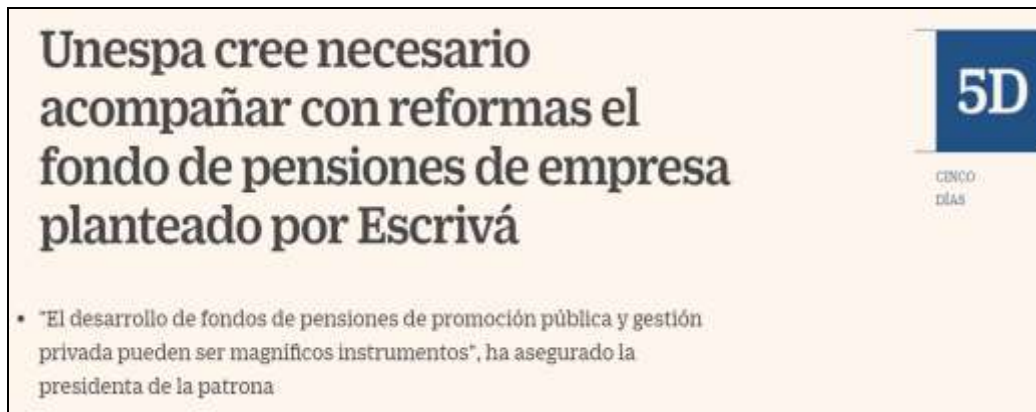 Unespa cree necesario
acompañar con reformas el
fondo de pensiones de empresa
planteado por Escrivá
5D
CINCO
DÍAS
• "El desarrollo de fondos de pensiones de promoción pública y gestión
privada pueden ser magníficos instrumentos", ha asegurado la
presidenta de la patrona